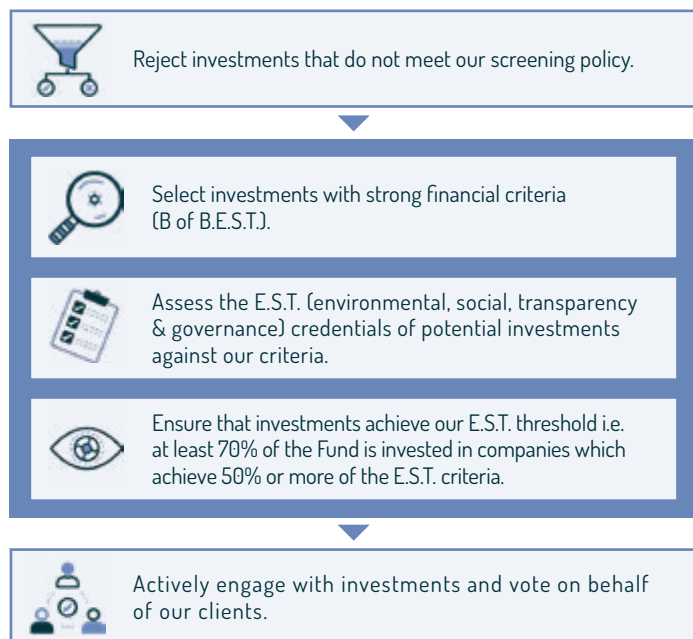 Reject investments that do not meet our screening policy.
Select investments with strong financial criteria
(B of B.E.S.T.).
Assess the E.S.T. (environmental, social, transparency
& governance) credentials of potential investments
against our criteria.
Ensure that investments achieve our E.S.T. threshold i.e.
at least 70% of the Fund is invested in companies which
achieve 50% or more of the E.S.T. criteria.
Actively engage with investments and vote on behalf
of our clients.